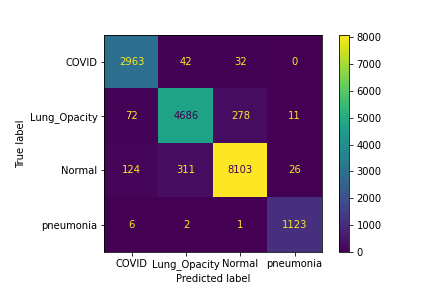 8000
COVID 2963 42 32 0
7000
6000
Lung_Opacity 72 4686 278 11
5000
True label
4000
Normal 124 311 8103 26
3000
2000
pneumonia 6 2 1 1123
1000
0
COVID Lung_Opacity Normal pneumonia
Predicted label